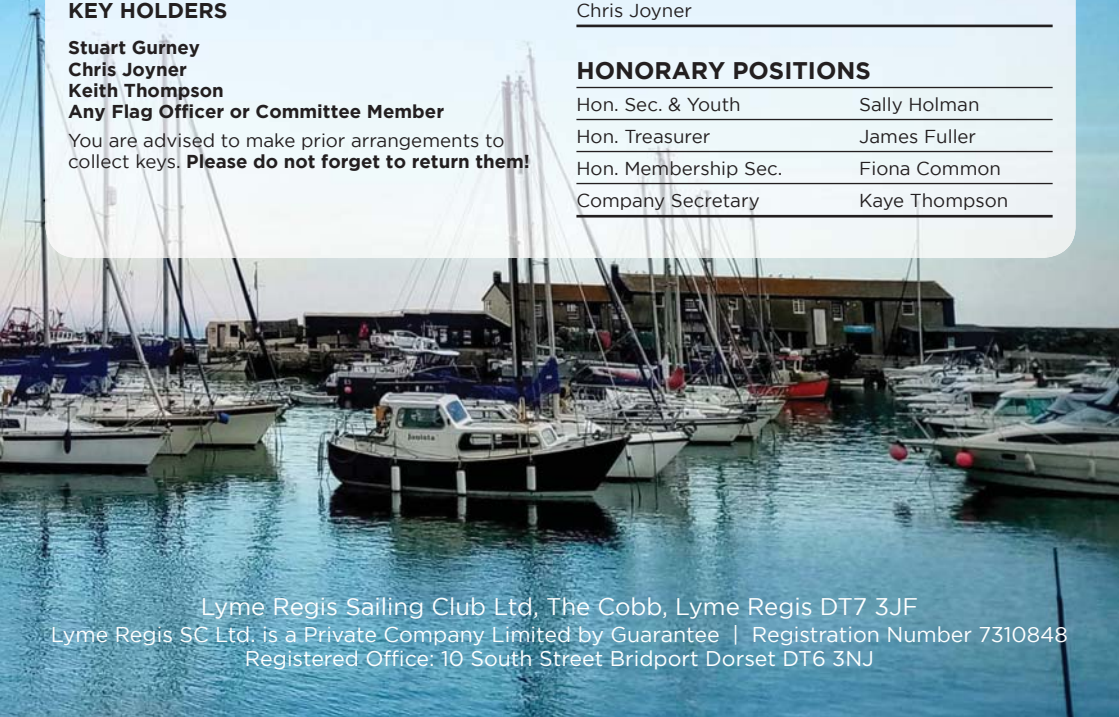 KEY HOLDERS
Stuart Gurney
Chris Joyner
Keith Thompson
Any Flag Officer or Committee Member
You are advised to make prior arrangements to
collect keys. Please do not forget to return them!
Chris Joyner
HONORARY POSITIONS
Hon. Sec. & Youth Sally Holman
Hon. Treasurer James Fuller
Hon. Membership Sec. Fiona Common
Company Secretary Kaye Thompson
Lyme Regis Sailing Club Ltd, The Cobb, Lyme Regis DT7 3JF
Lyme Regis SC Ltd. is a Private Company Limited by Guarantee | Registration Number 7310848
Registered Office: 10 South Street Bridport Dorset DT6 3NJ